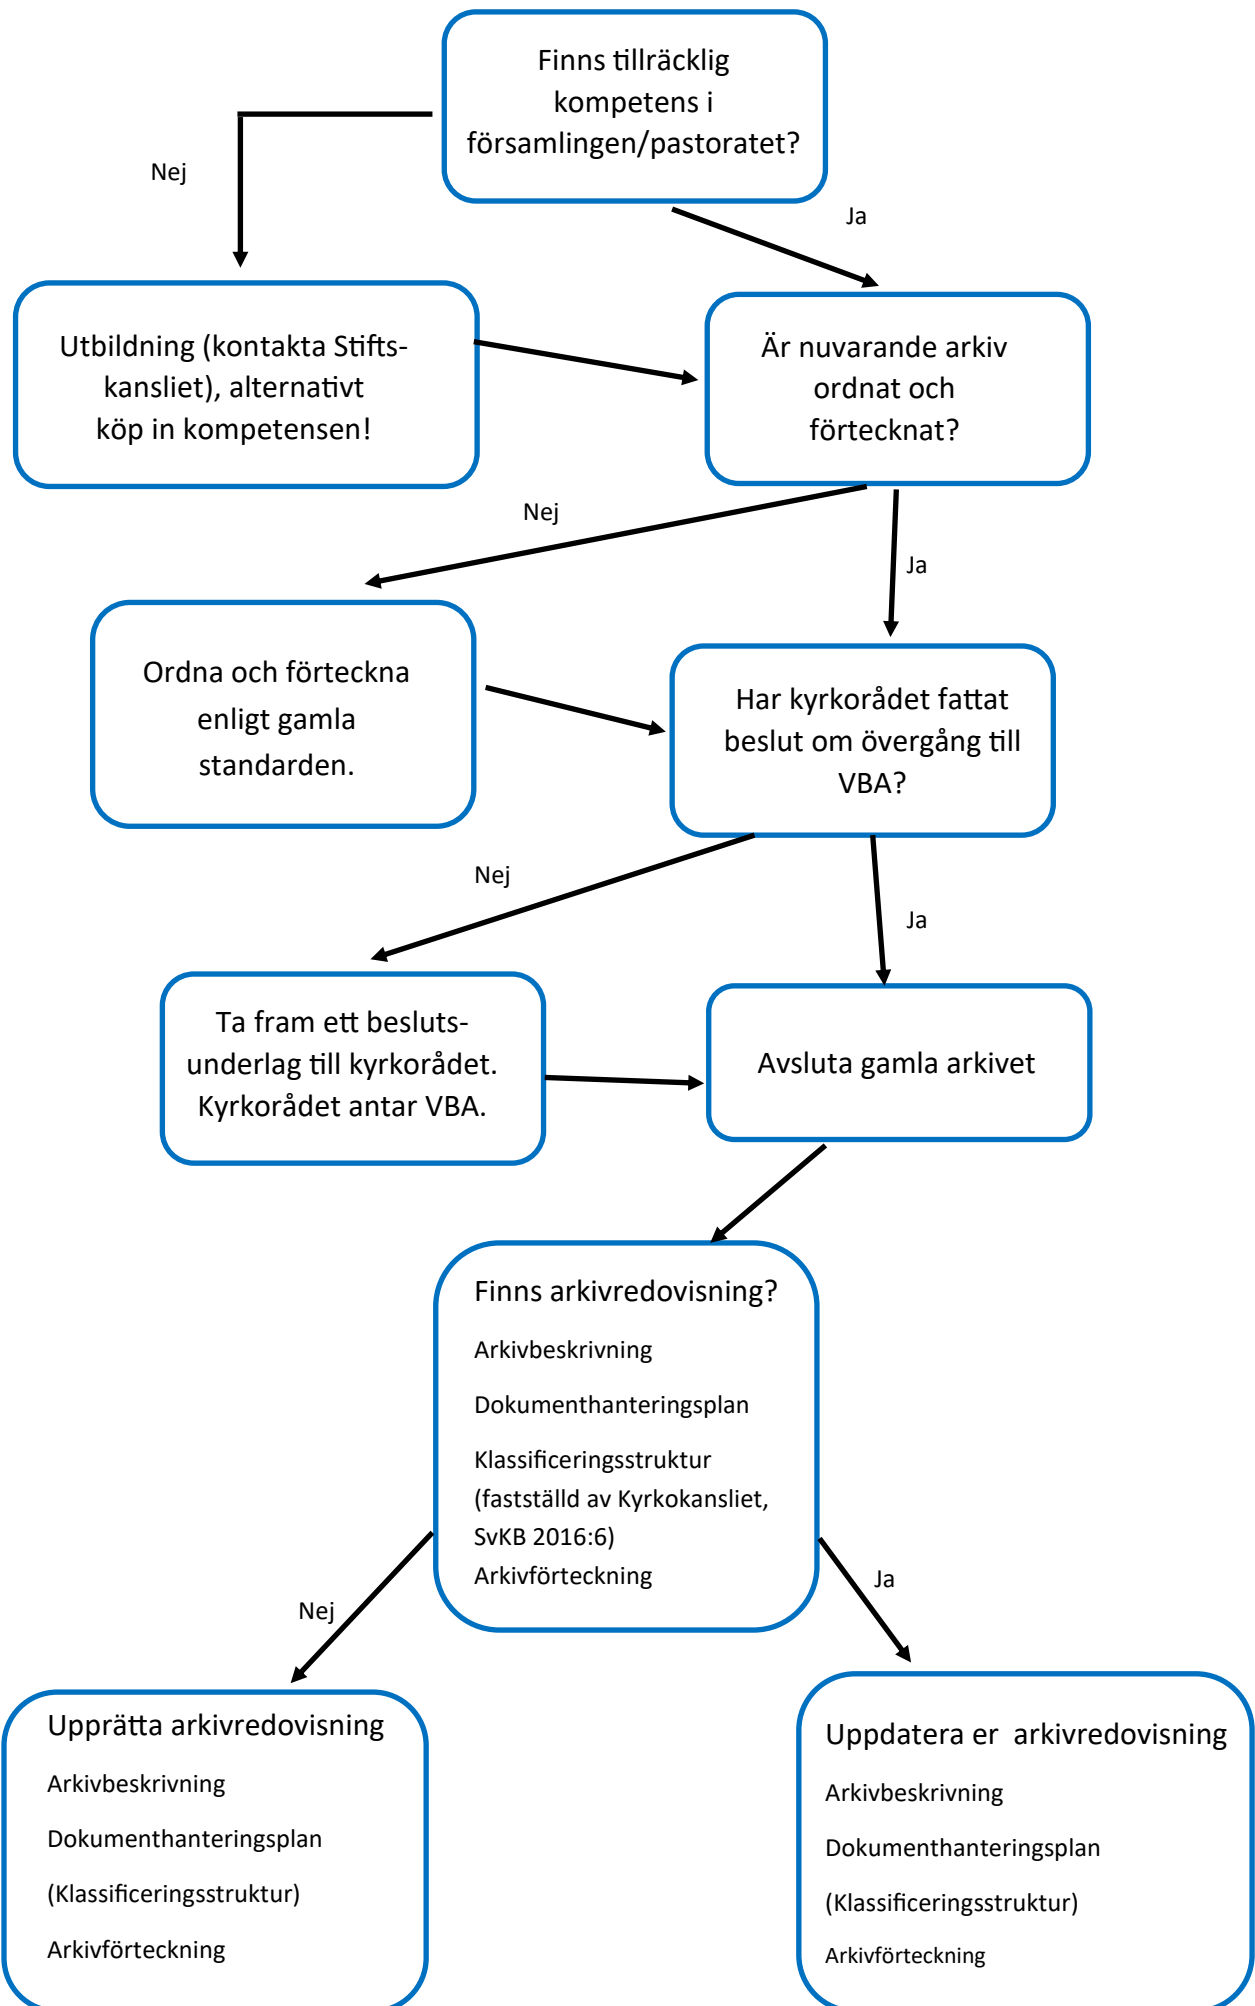 Finns tillräcklig
kompetens i
församlingen/pastoratet?
Nej
Ja
Utbildning (kontakta Stifts-
kansliet), alternativt
köp in kompetensen!
Är nuvarande arkiv
ordnat och
förtecknat?
Nej
Ja
Ordna och förteckna
enligt gamla
standarden.
Har kyrkorådet fattat
beslut om övergång till
VBA?
Nej
Ja
Ta fram ett besluts-
underlag till kyrkorådet.
Kyrkorådet antar VBA.
Avsluta gamla arkivet
Finns arkivredovisning?
Arkivbeskrivning
Dokumenthanteringsplan
Klassificeringsstruktur
(fastställd av Kyrkokansliet,
SvKB 2016:6)
Arkivförteckning
Nej
Ja
Upprätta arkivredovisning
Arkivbeskrivning
Dokumenthanteringsplan
(Klassificeringsstruktur)
Arkivförteckning
Uppdatera er  arkivredovisning
Arkivbeskrivning
Dokumenthanteringsplan
(Klassificeringsstruktur)
Arkivförteckning